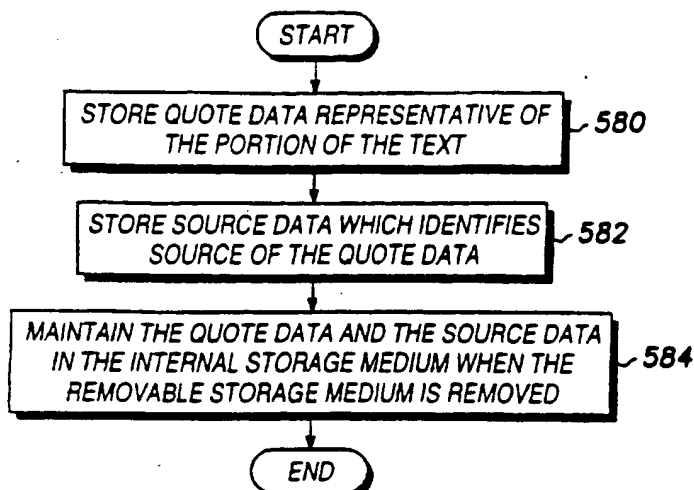 START
STORE QUOTE DATA REPRESENTATIVE OF
THE PORTION OF THE TEXT
580
STORE SOURCE DATA WHICH IDENTIFIES
SOURCE OF THE QUOTE DATA
582
MAINTAIN THE QUOTE DATA AND THE SOURCE DATA
IN THE INTERNAL STORAGE MEDIUM WHEN THE
REMOVABLE STORAGE MEDIUM IS REMOVED
584
END